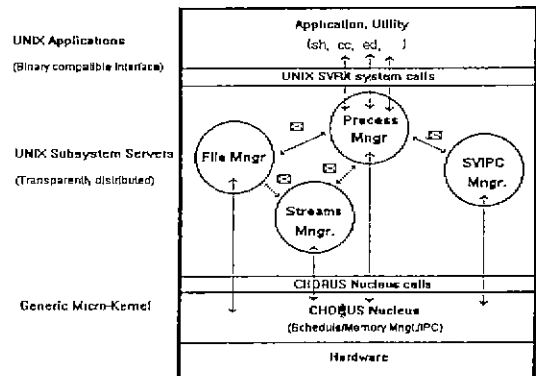 Application, Utility
UNIX Applications
(sh, cc, ed, )
(Binary compatible Interface)
UNIX SVRX system calls
Process
Mngr
File Mngr
UNIX Subsystem Servers
SVIPC
Mngr.
(Transparently distributed)
Streams
Mngr.
CHORUS Nucleus calls
Generic Micro-Kernel
CHORUS Nucleus
(Schedule/Memory Mngt./IPC)
Hardware